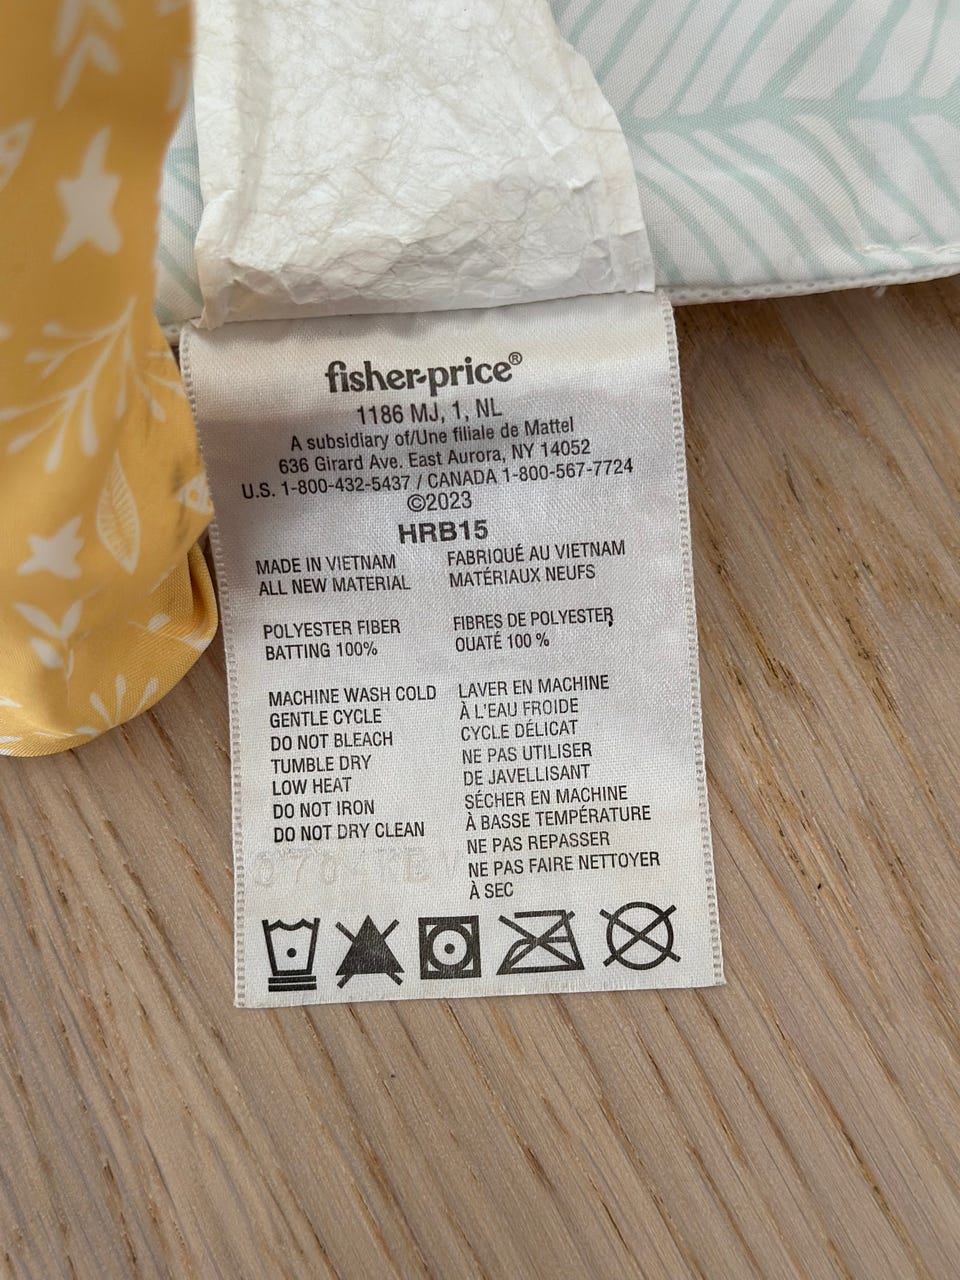 fisher-price®
1186 MJ, 1, NL
A subsidiary of/Une filiale de Mattel
636 Girard Ave. East Aurora, NY 14052
U.S. 1-800-432-5437 / CANADA 1-800-567-7724
©2023
HRB15
MADE IN VIETNAM
ALL NEW MATERIAL
POLYESTER FIBER
BATTING 100%
MACHINE WASH COLD
GENTLE CYCLE
DO NOT BLEACH
TUMBLE DRY
LOW HEAT
DO NOT IRON
DO NOT DRY CLEAN
FABRIQUÉ AU VIETNAM
MATÉRIAUX NEUFS
FIBRES DE POLYESTER
OUATÉ 100 %
LAVER EN MACHINE
À L'EAU FROIDE
CYCLE DÉLICAT
NE PAS UTILISER
DE JAVELLISANT
SÉCHER EN MACHINE
À BASSE TEMPÉRATURE
NE PAS REPASSER
NE PAS FAIRE NETTOYER
À SEC